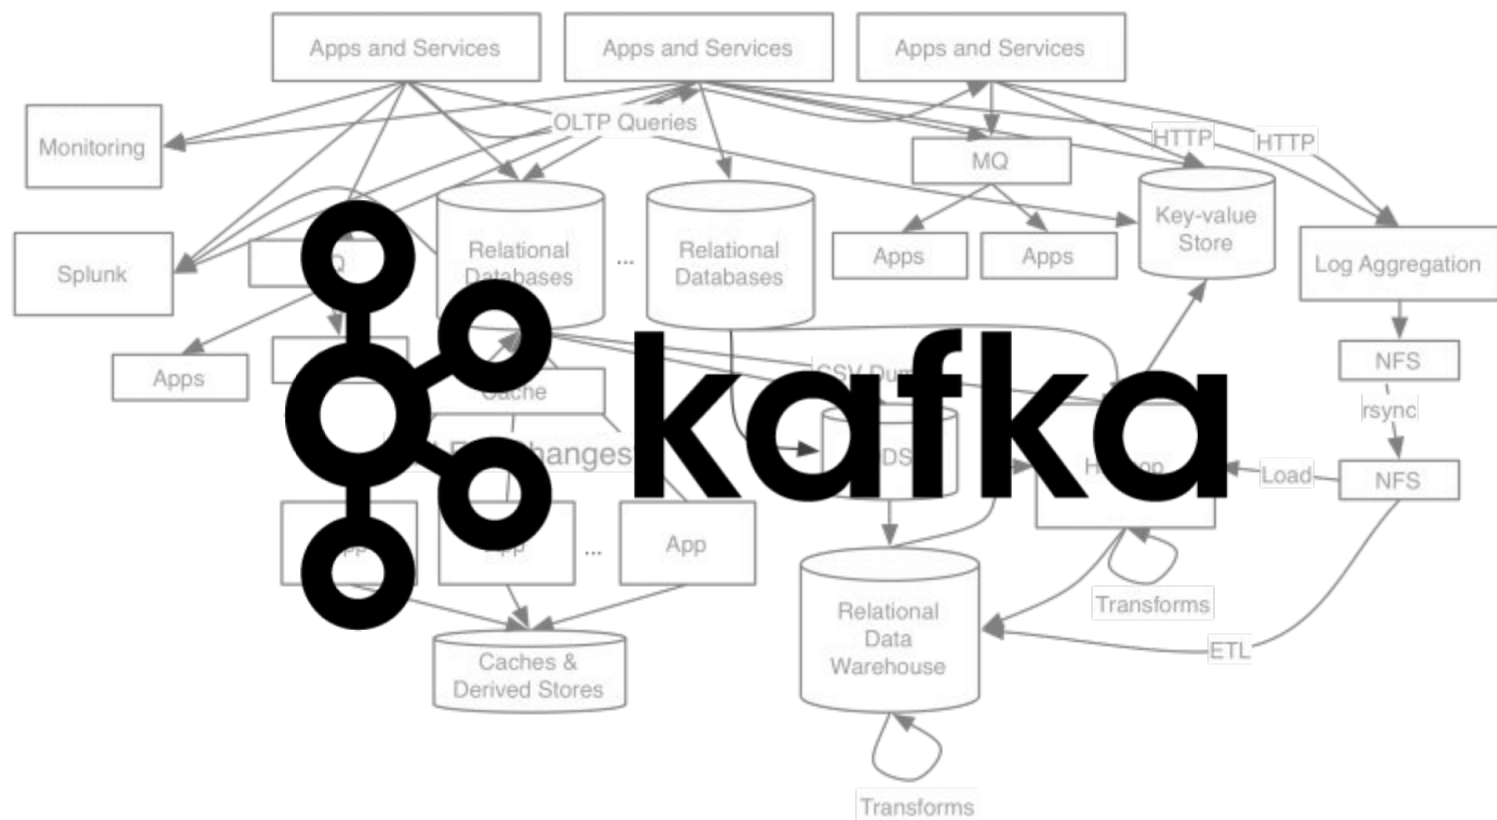 Apps and Services
Apps and Services
Apps and Services
OLTP Queries
HTTP
HTTP
Monitoring
MQ
Key-value
Store
Splunk
Relational
Databases
...
Relational
Databases
Apps
Apps
Log Aggregation
Apps
NFS
kafka
rsync
Load
NFS
App
...
App
Transforms
Relational
Data
Warehouse
ETL
Caches &
Derived Stores
Transforms